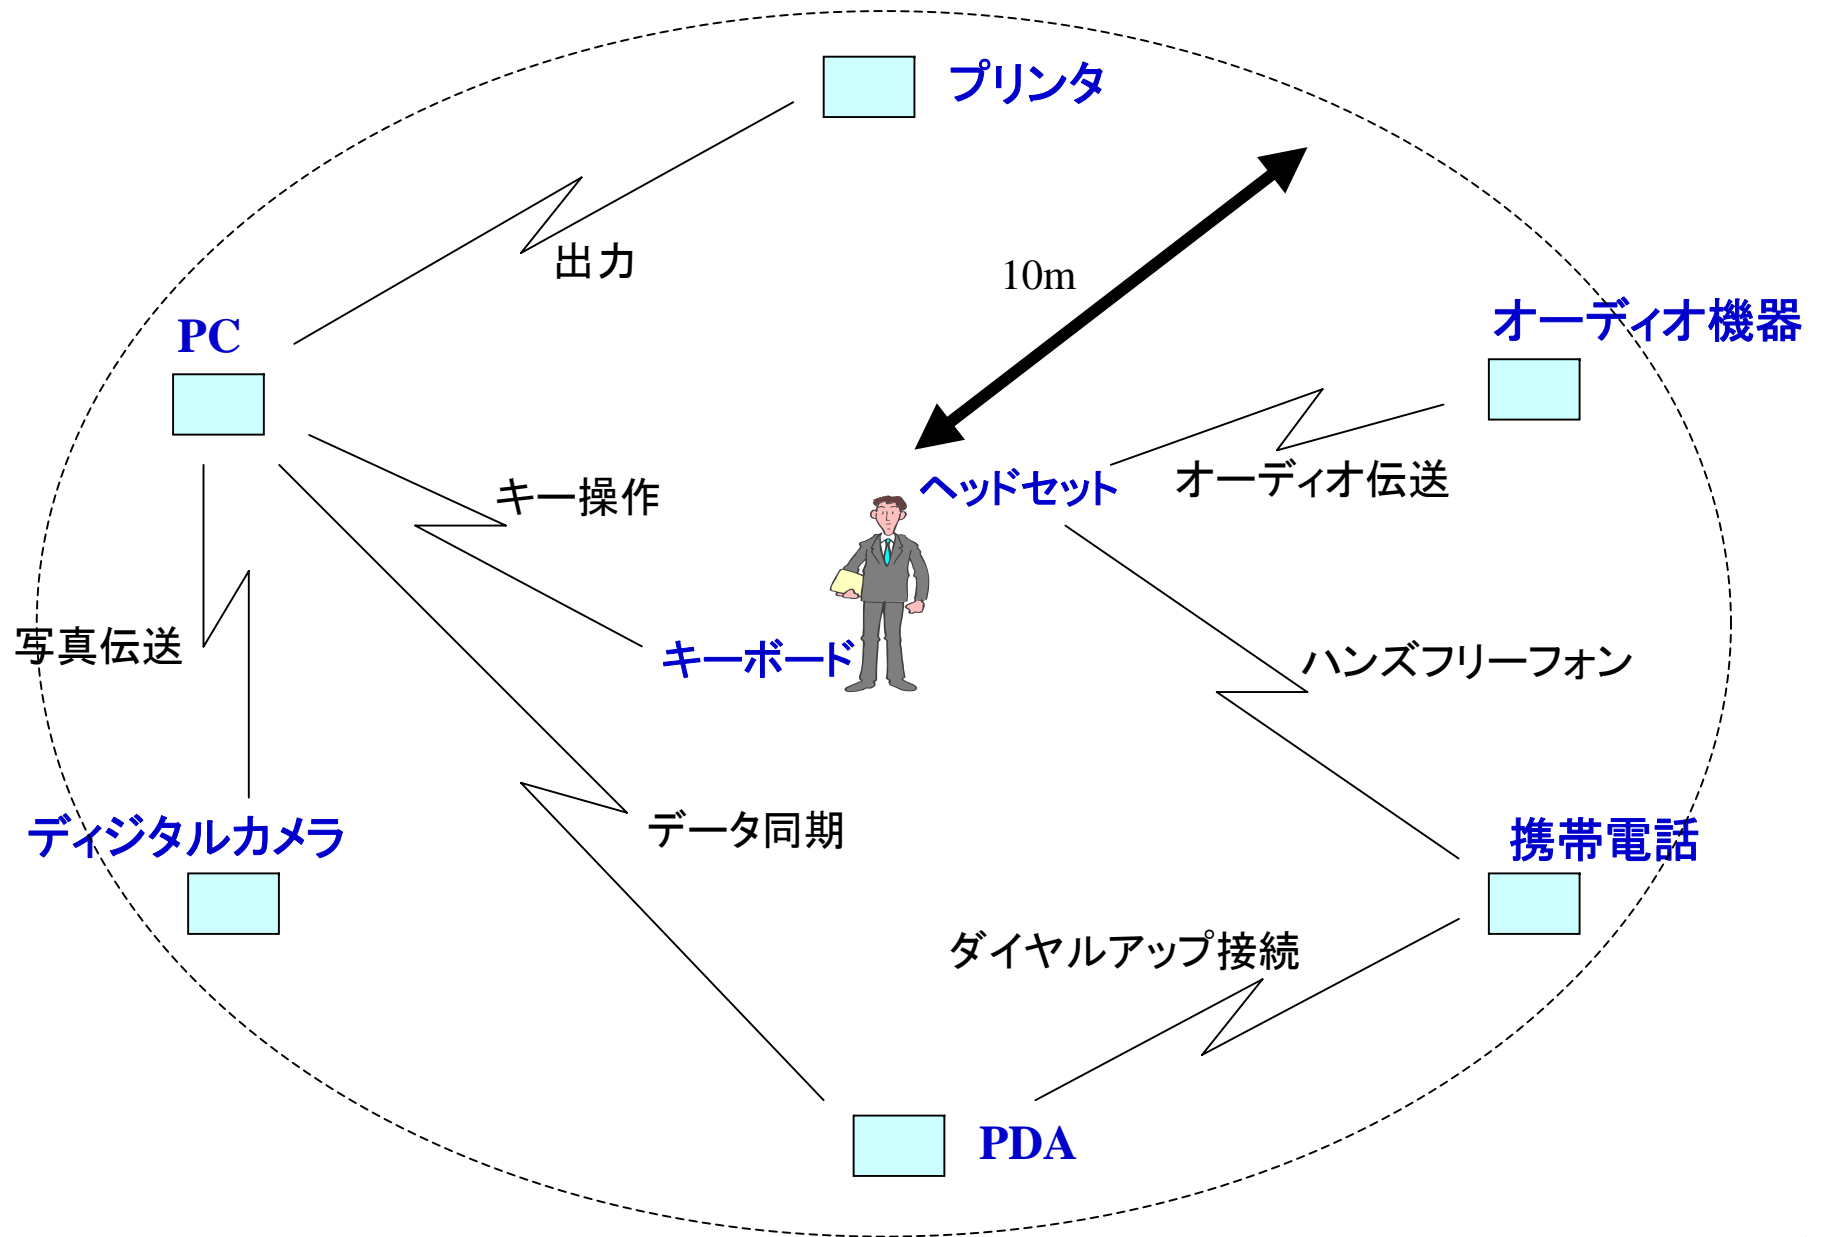 プリンタ
出力
10m
PC
オーディオ機器
キー操作
ヘッドセット
オーディオ伝送
写真伝送
キーボード
ハンズフリーフォン
ディジタルカメラ
データ同期
携帯電話
ダイヤルアップ接続
PDA